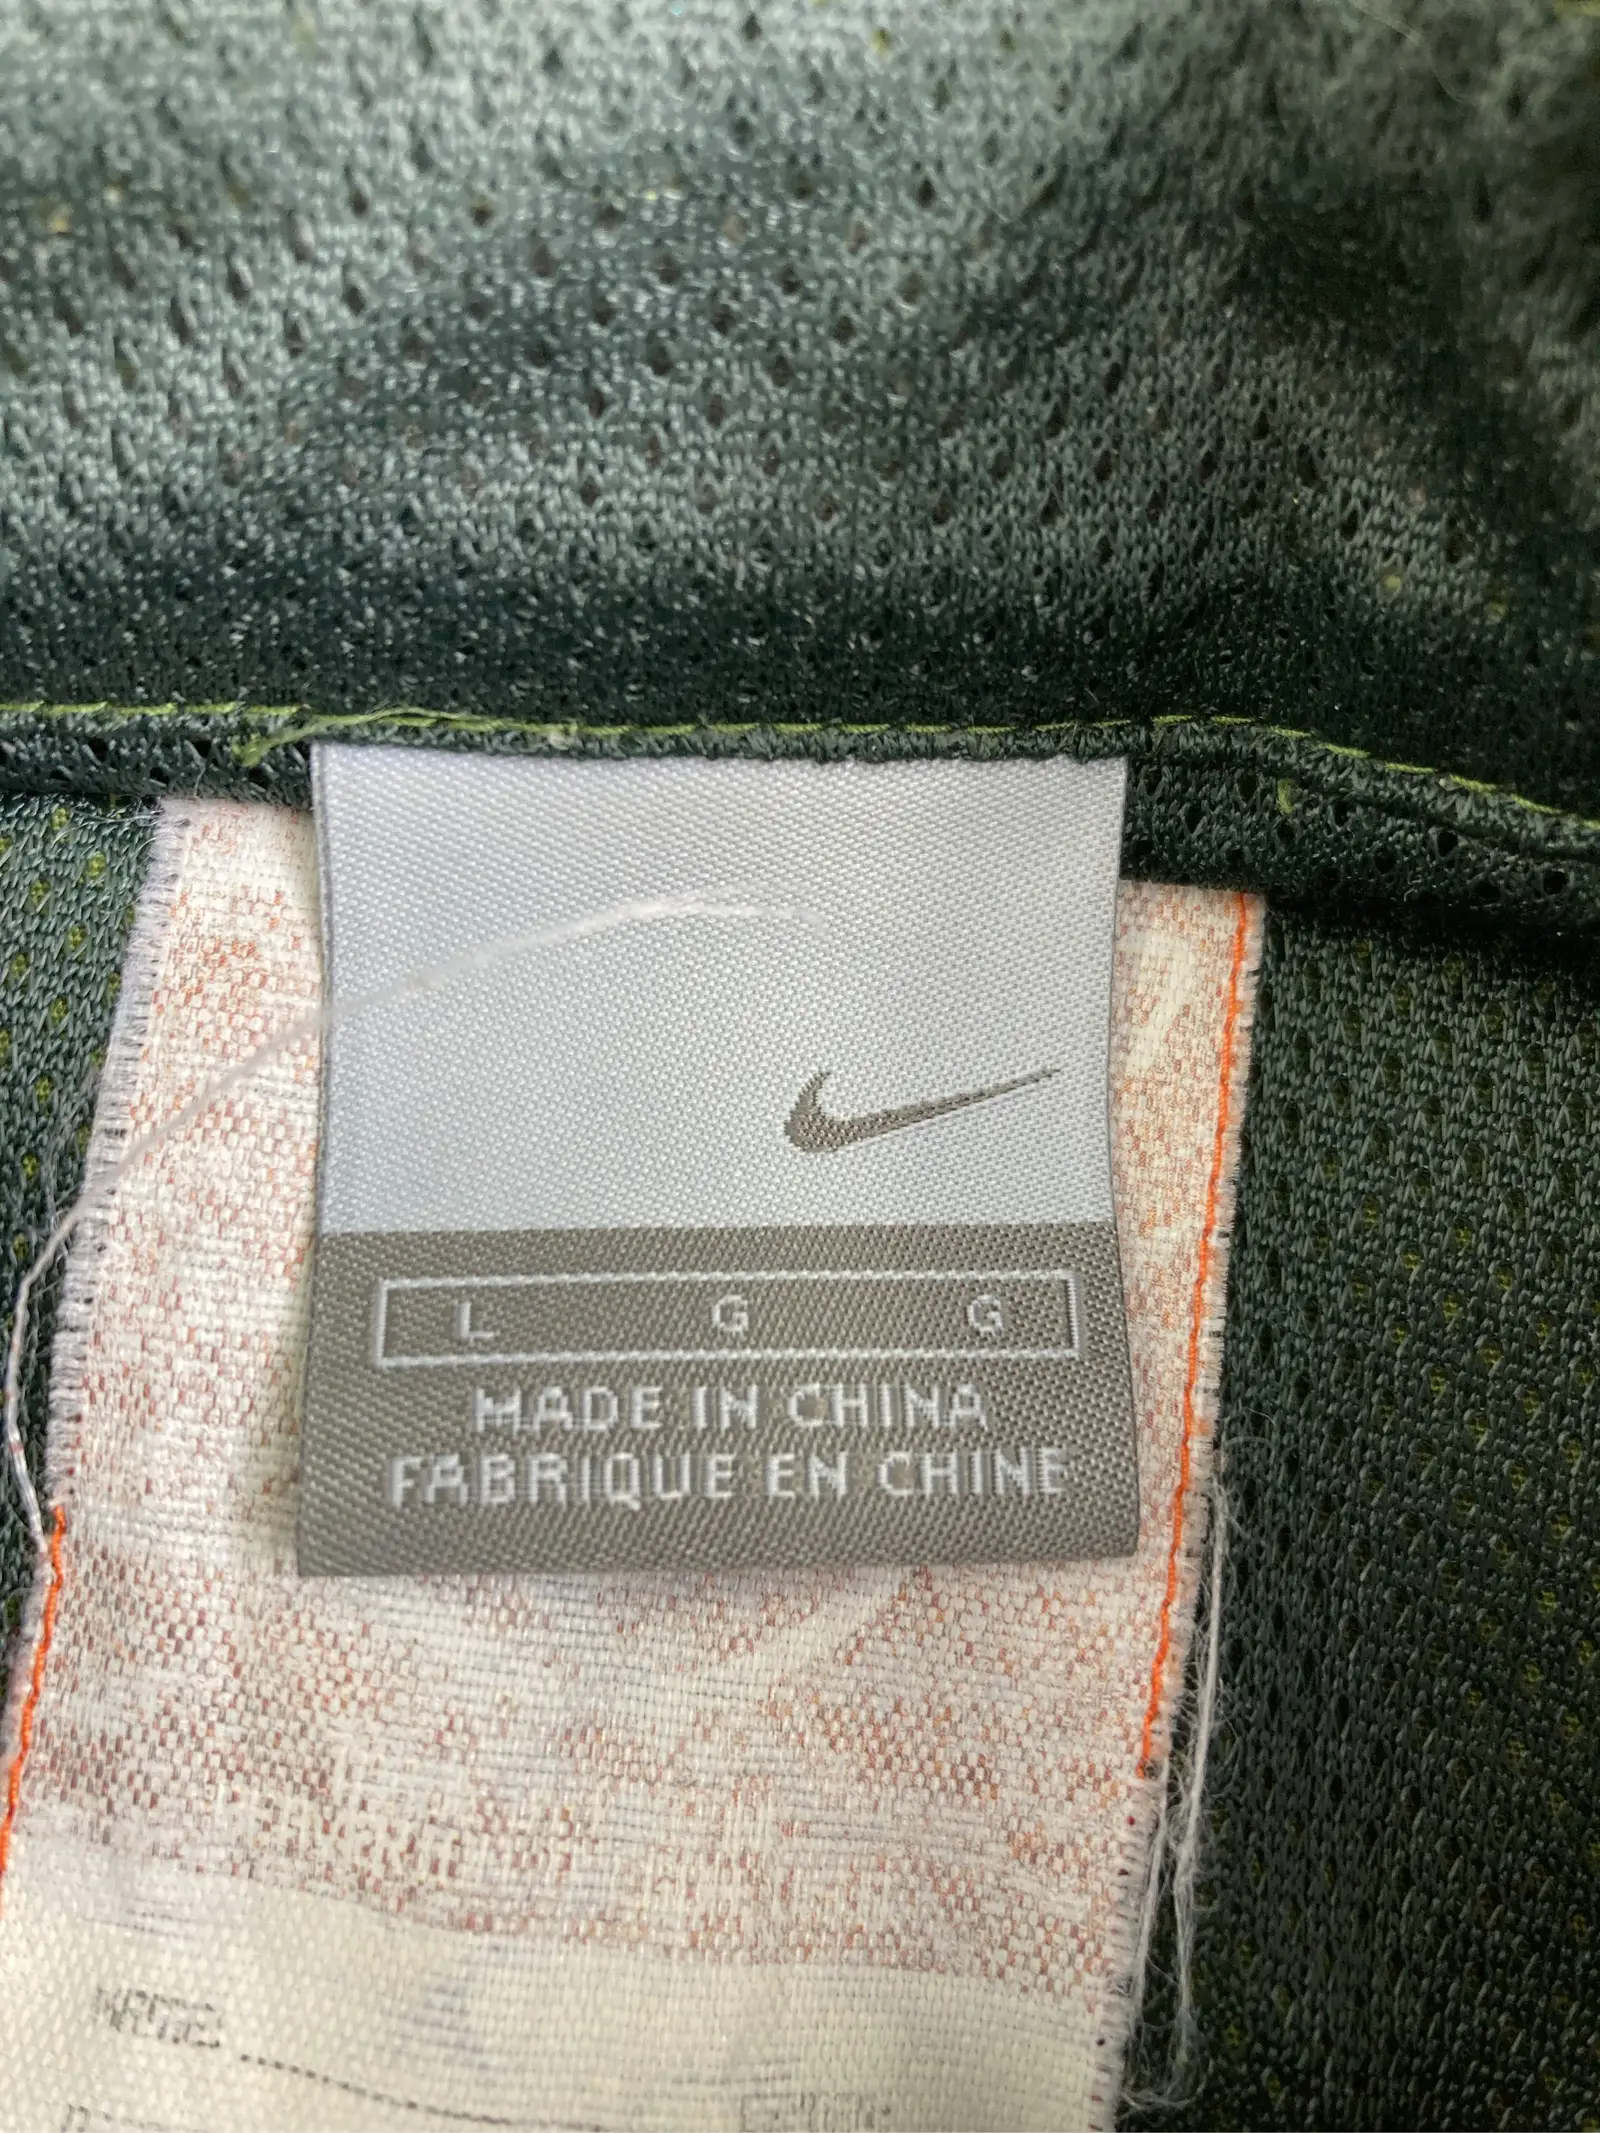 L G G
MADE IN CHINA
FABRIQUE EN CHINE